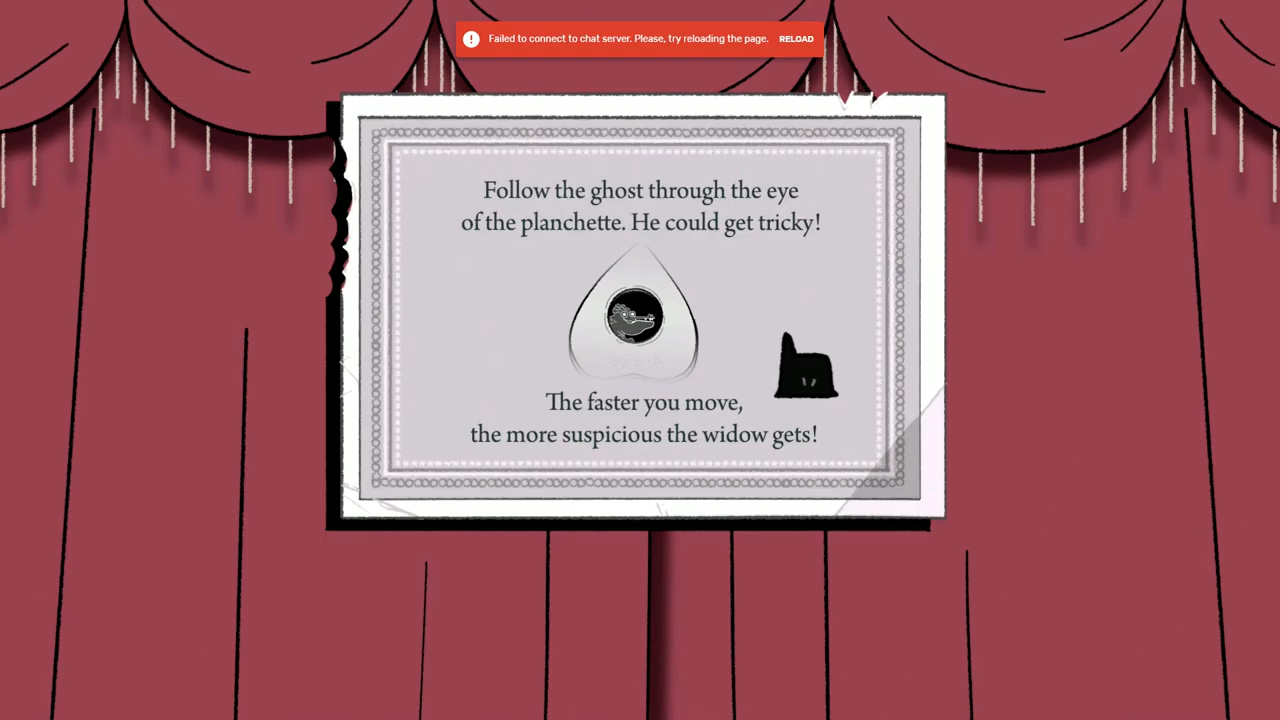 Failed to connect to chat server. Please, try reloading the page. RELOAD
Follow the ghost through the eye
of the planchette. He could get tricky!
The faster you move,
the more suspicious the widow gets!